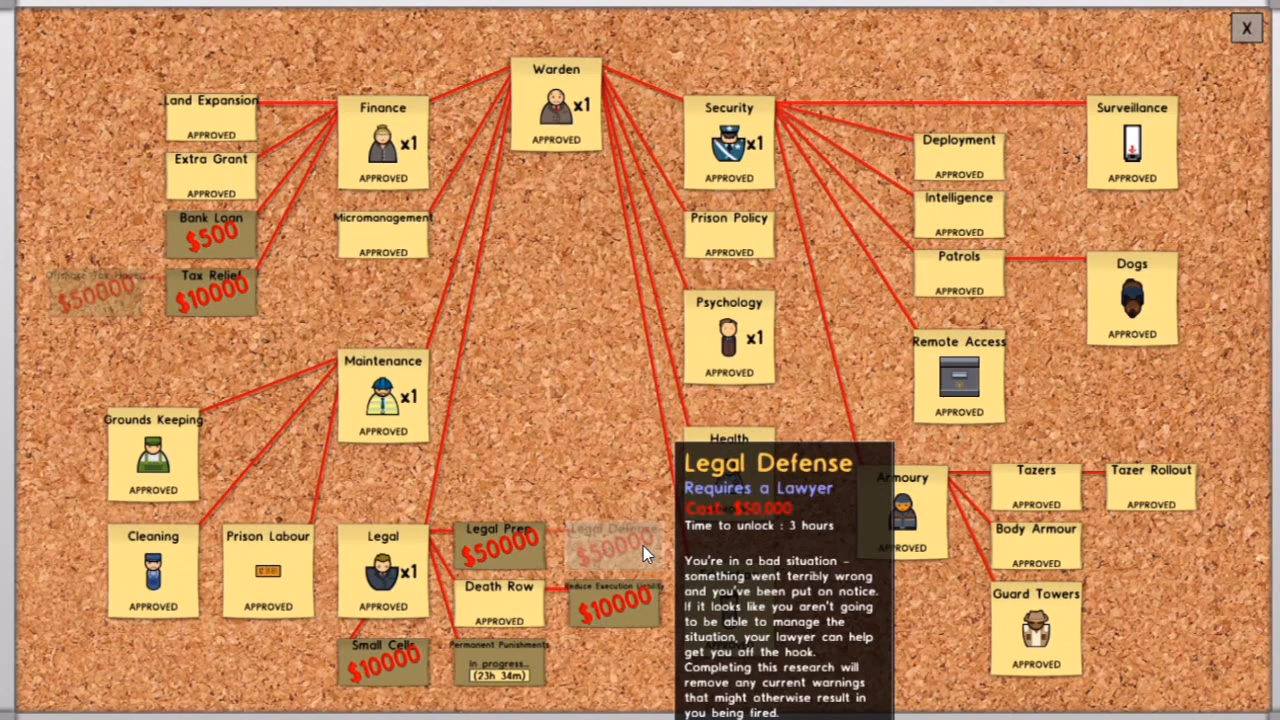 X
Warden
x1
APPROVED
Land Expansion
APPROVED
Finance
x1
APPROVED
Security
x1
APPROVED
Surveillance
APPROVED
Extra Grant
APPROVED
Deployment
APPROVED
Bank Loan
$500
Micromanagement
APPROVED
Prison Policy
APPROVED
Intelligence
APPROVED
$50000
Tax Relief
$10000
Patrols
APPROVED
Dogs
APPROVED
Psychology
x1
APPROVED
Remote Access
APPROVED
Maintenance
x1
APPROVED
Grounds Keeping
APPROVED
Health
Legal Defense
Requires a Lawyer
Cost: $50,000
Time to unlock : 3 hours
You're in a bad situation –
something went terribly wrong
and you've been put on notice.
If it looks like you aren't going
to be able to manage the
situation, your lawyer can help
get you off the hook.
Completing this research will
remove any current warnings
that might otherwise result in
you being fired.
Armoury
APPROVED
Tazers
APPROVED
Tazer Rollout
APPROVED
Cleaning
APPROVED
Prison Labour
APPROVED
Legal
x1
APPROVED
Legal Prep
$50000
Legal Defense
$50000
Body Armour
APPROVED
Death Row
APPROVED
Reduce Execution Liability
$10000
Guard Towers
APPROVED
Small Cells
$10000
Permanent Punishments
In progress..
(23h 34m)